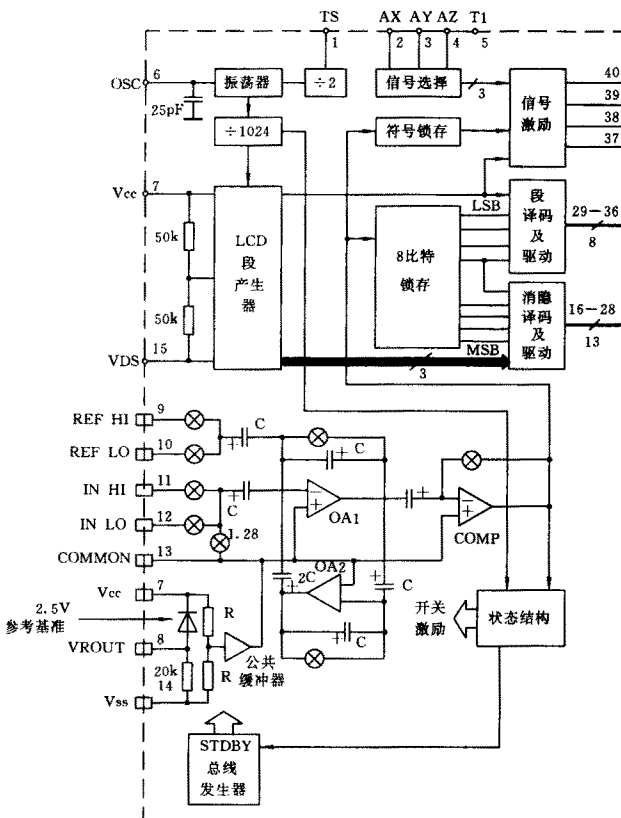 TS AX AY AZ T1
1 2 3 4 5
OSC 6
25pF
振荡器
÷2
信号选择
3
信号
激励
40
39
38
37
÷1024
符号锁存
Vcc 7
50k
50k
VDS 15
LCD
段
产生
器
8比特
锁存
LSB
段
译码
及
驱动
29—36
8
消隐
译码
及
驱动
16—28
13
MSB
3
REF HI 9
REF LO 10
IN HI 11
IN LO 12
COMMON 13
+ C
+ C
+ C
1.28
−
+
OA1
+
−
+
COMP
OA2
+ 2C
+ C
+ C
Vcc 7
2.5V
参考基准
VROUT 8
20k
14
Vss
R
R
公共
缓冲器
开关
激励
状态结构
STDBY
总线
发生器